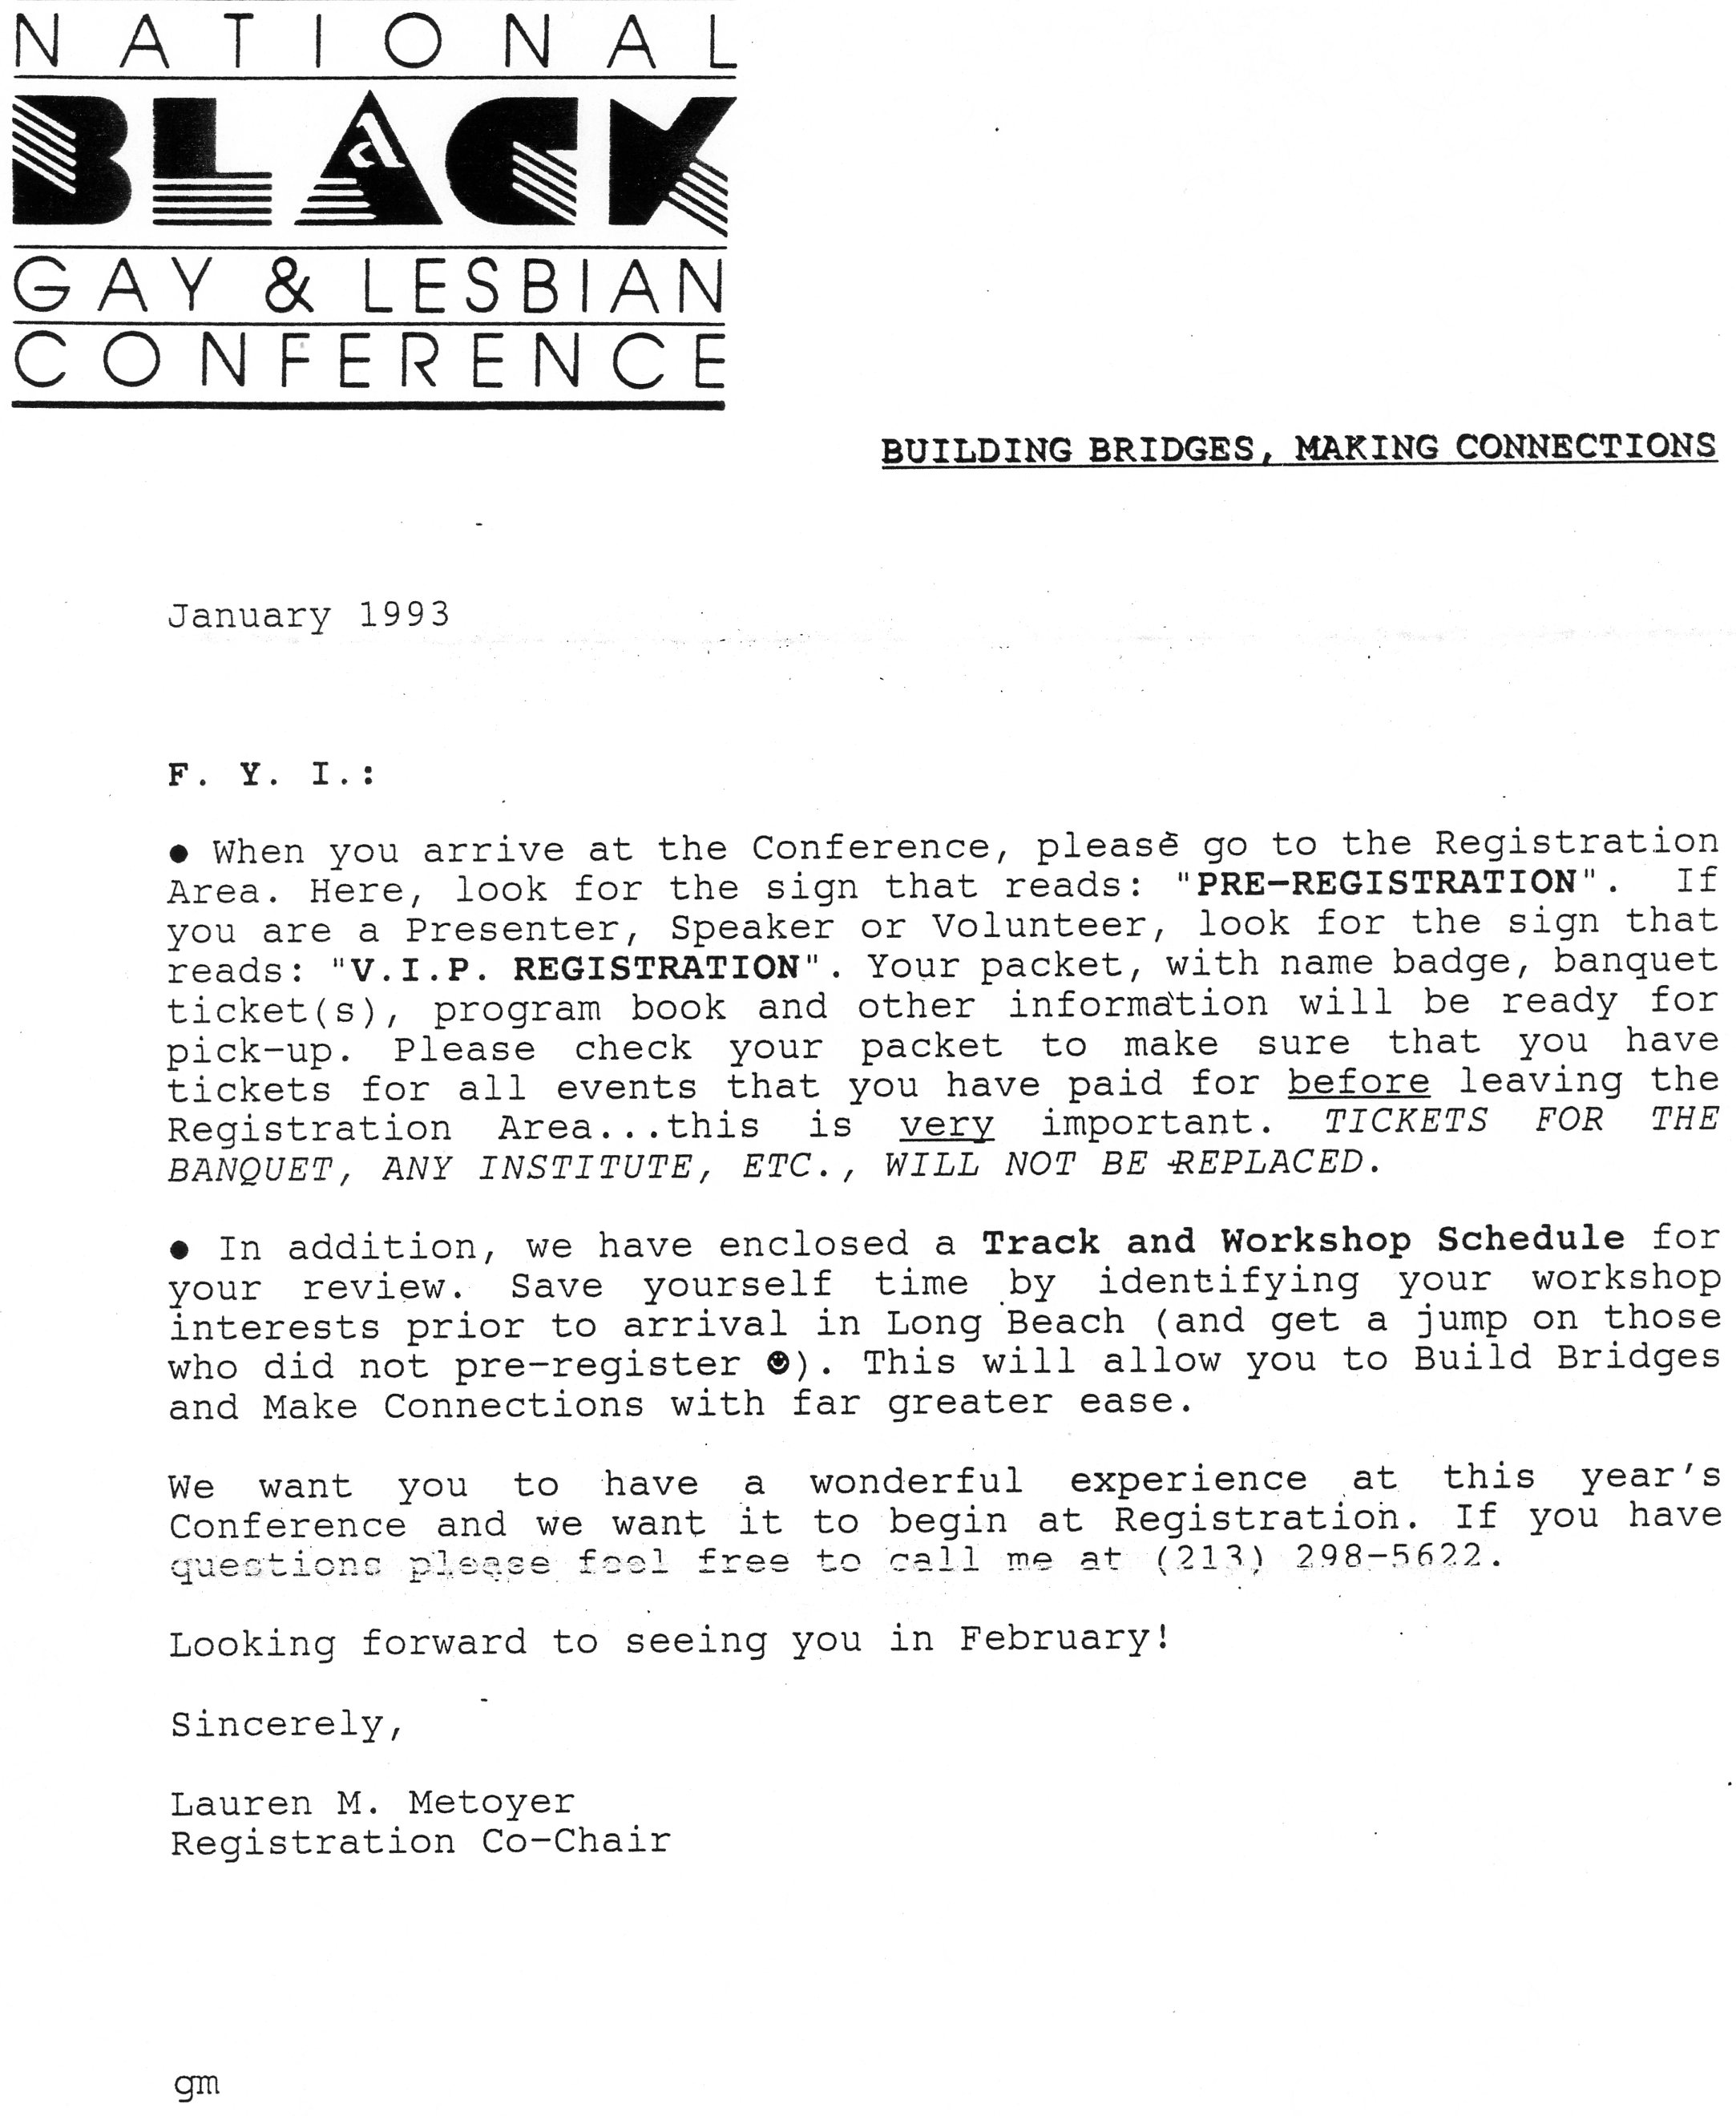 NATIONAL
BLACK
GAY & LESBIAN
CONFERENCE
BUILDING BRIDGES, MAKING CONNECTIONS
January 1993
F. Y. I.:
● When you arrive at the Conference, please go to the Registration
Area. Here, look for the sign that reads: "PRE-REGISTRATION". If
you are a Presenter, Speaker or Volunteer, look for the sign that
reads: "V.I.P. REGISTRATION". Your packet, with name badge, banquet
ticket(s), program book and other information will be ready for
pick-up. Please check your packet to make sure that you have
tickets for all events that you have paid for before leaving the
Registration Area...this is very important. TICKETS FOR THE
BANQUET, ANY INSTITUTE, ETC., WILL NOT BE REPLACED.
● In addition, we have enclosed a Track and Workshop Schedule for
your review. Save yourself time by identifying your workshop
interests prior to arrival in Long Beach (and get a jump on those
who did not pre-register ☻). This will allow you to Build Bridges
and Make Connections with far greater ease.
We want you to have a wonderful experience at this year's
Conference and we want it to begin at Registration. If you have
questions please feel free to call me at (213) 298-5622.
Looking forward to seeing you in February!
Sincerely,
Lauren M. Metoyer
Registration Co-Chair
gm